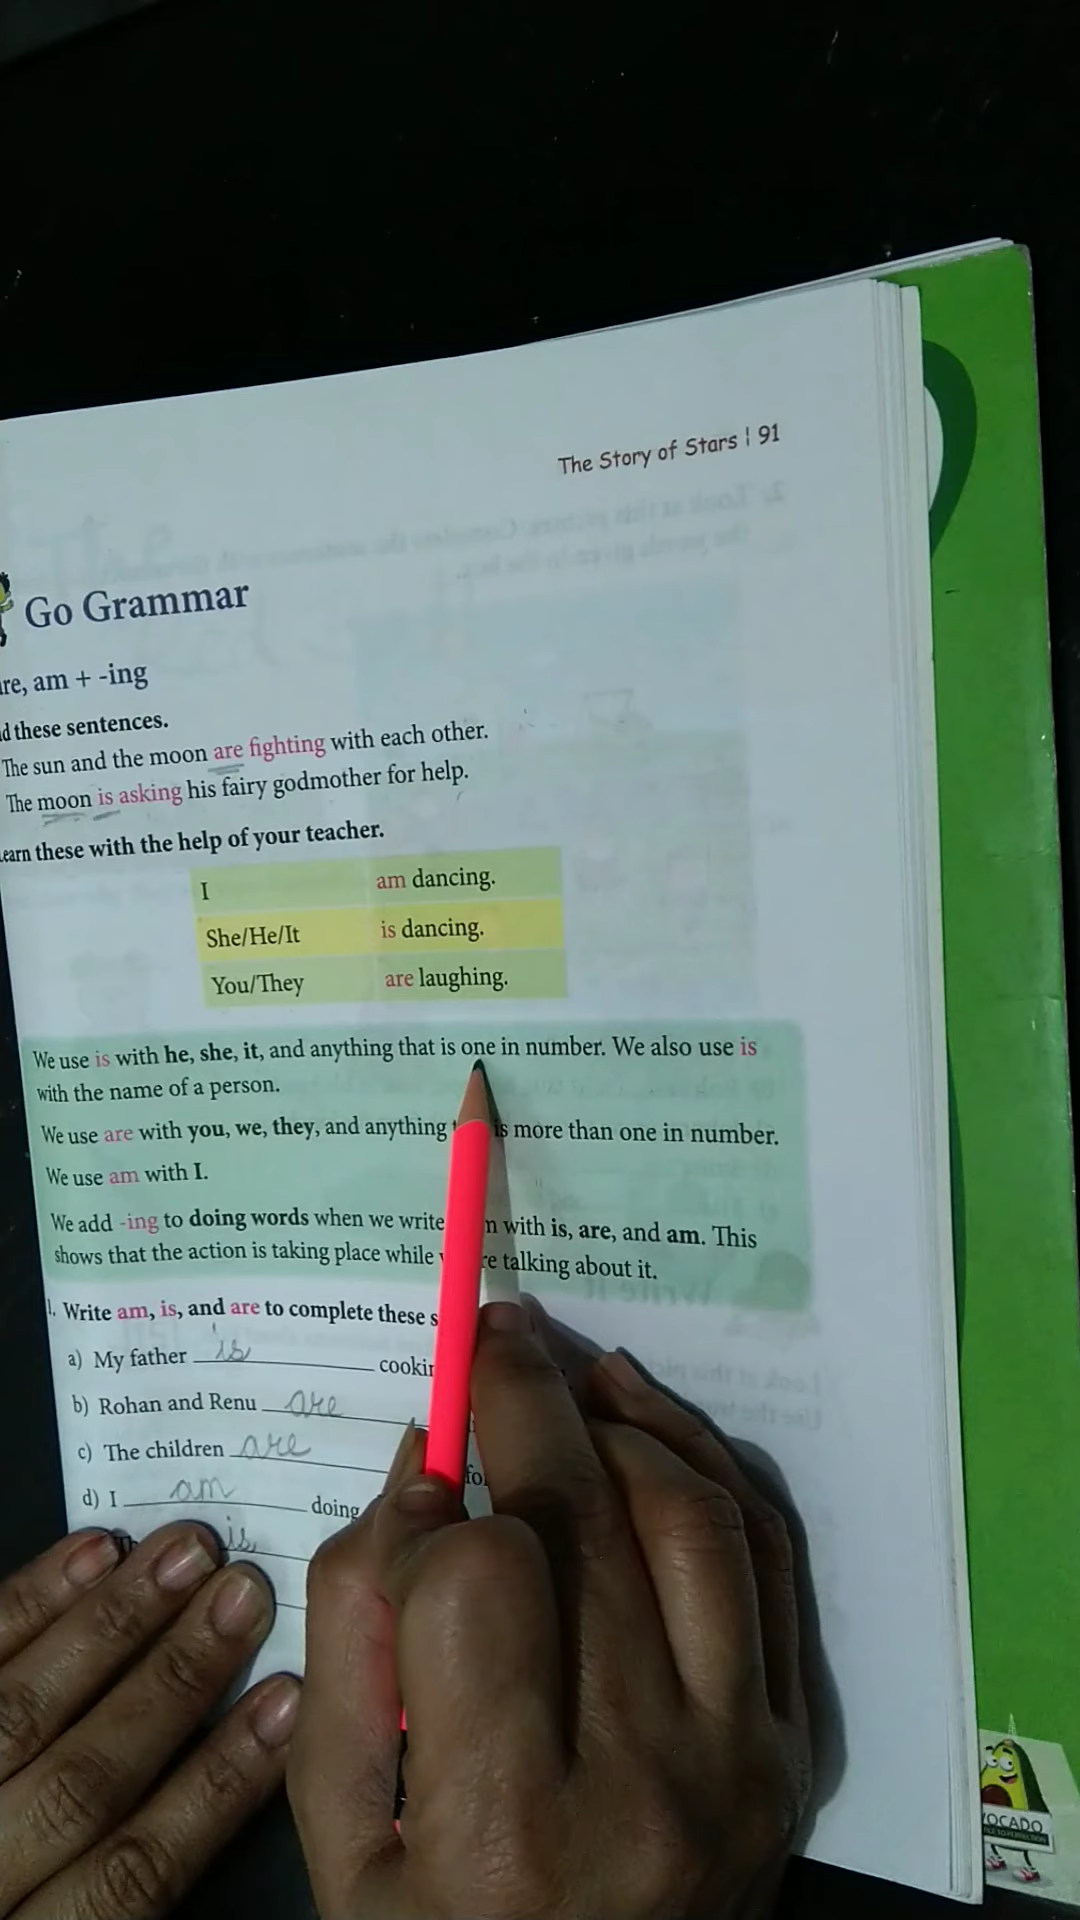 The Story of Stars | 91
Go Grammar
am + -ing
these sentences.
The sun and the moon are fighting with each other.
The moon is asking his fairy godmother for help.
these with the help of your teacher.
I am dancing.
She/He/It is dancing.
You/They are laughing.
We use is with he, she, it, and anything that is one in number. We also use is
with the name of a person.
We use are with you, we, they, and anything is more than one in number.
We use am with I.
We add -ing to doing words when we write with is, are, and am. This
shows that the action is taking place while talking about it.
Write am, is, and are to complete these
a) My father is
b) Rohan and Renu are
c) The children are
d) I am doing
is